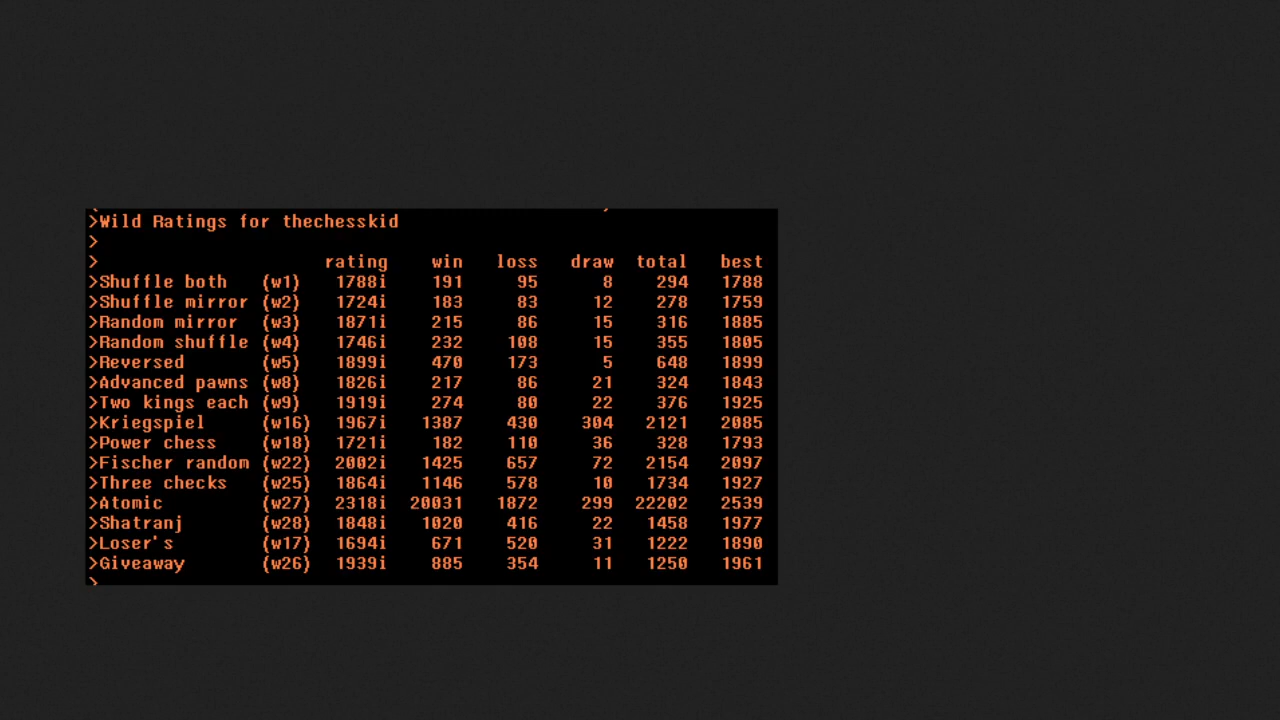 >Wild Ratings for thechesskid
>
> rating win loss draw total best
>Shuffle both (w1) 1788i 191 95 8 294 1788
>Shuffle mirror (w2) 1724i 183 83 12 278 1759
>Random mirror (w3) 1871i 215 86 15 316 1885
>Random shuffle (w4) 1746i 232 108 15 355 1805
>Reversed (w5) 1899i 470 173 5 648 1899
>Advanced pawns (w8) 1826i 217 86 21 324 1843
>Two kings each (w9) 1919i 274 80 22 376 1925
>Kriegspiel (w16) 1967i 1387 430 304 2121 2085
>Power chess (w18) 1721i 182 110 36 328 1793
>Fischer random (w22) 2002i 1425 657 72 2154 2097
>Three checks (w25) 1864i 1146 578 10 1734 1927
>Atomic (w27) 2318i 20031 1872 299 22202 2539
>Shatranj (w28) 1848i 1020 416 22 1458 1977
>Loser's (w17) 1694i 671 520 31 1222 1890
>Giveaway (w26) 1939i 885 354 11 1250 1961
>